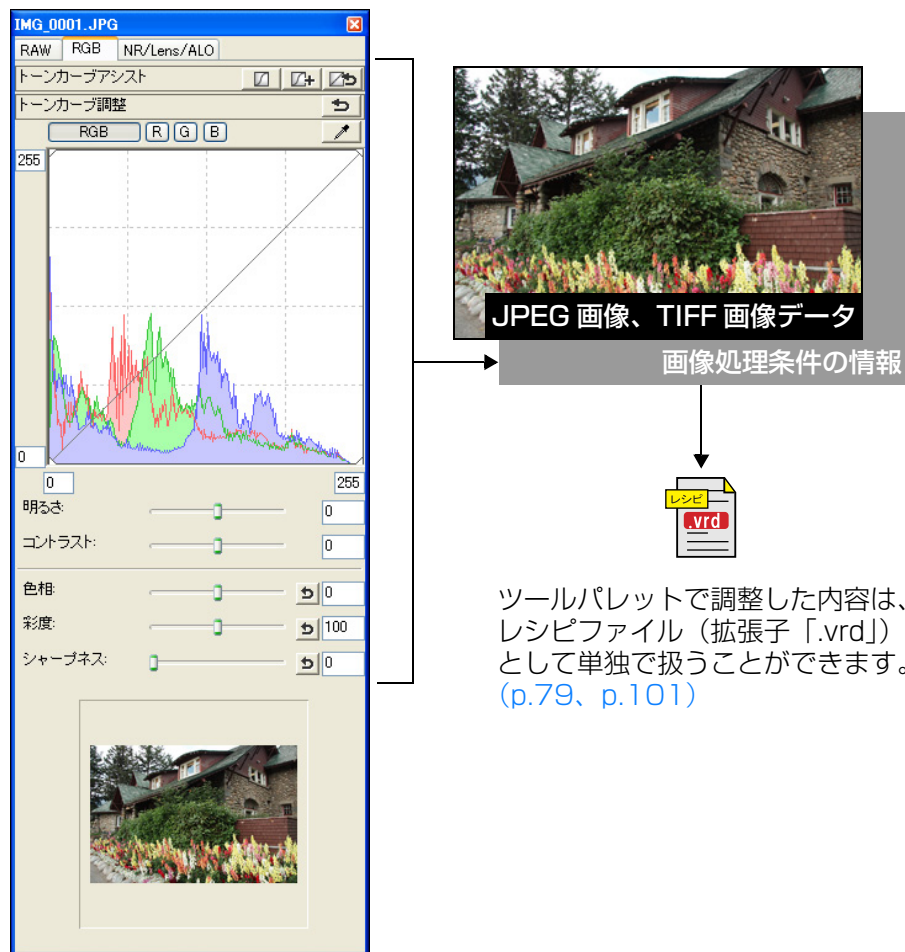 IMG_0001.JPG
RAW RGB NR/Lens/ALO
トーンカーブアシスト
トーンカーブ調整
RGB R G B
255
0
0 255
明るさ: 0
コントラスト: 0
色相: 0
彩度: 100
シャープネス: 0
JPEG 画像、TIFF 画像データ
画像処理条件の情報
レシピ
.vrd
ツールパレットで調整した内容は、
レシピファイル（拡張子「.vrd」）
として単独で扱うことができます。
（p.79、p.101）